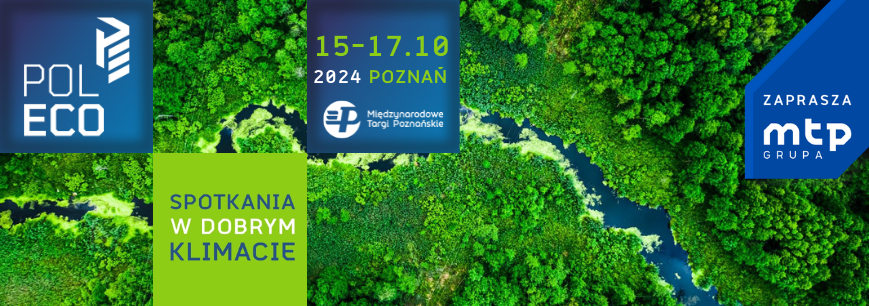 POL
ECO
15-17.10
2024 POZNAŃ
Międzynarodowe
Targi Poznańskie
SPOTKANIA
W DOBRYM
KLIMACIE
ZAPRASZA
mtp
GRUPA